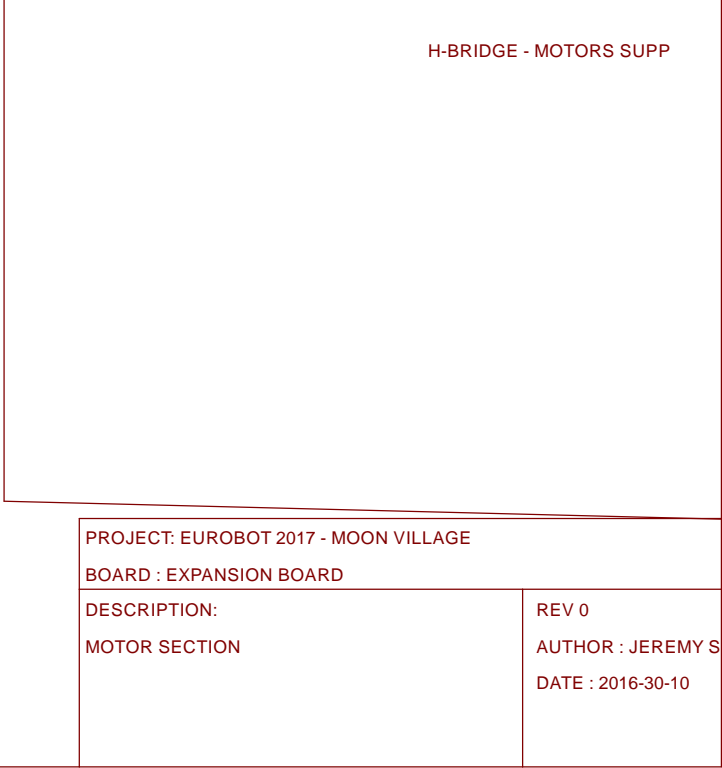 H-BRIDGE - MOTORS SUPP
PROJECT: EUROBOT 2017 - MOON VILLAGE
BOARD : EXPANSION BOARD
DESCRIPTION:
MOTOR SECTION
REV 0
AUTHOR : JEREMY S
DATE : 2016-30-10